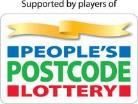 Supported by players of
PEOPLE'S
POSTCODE
LOTTERY